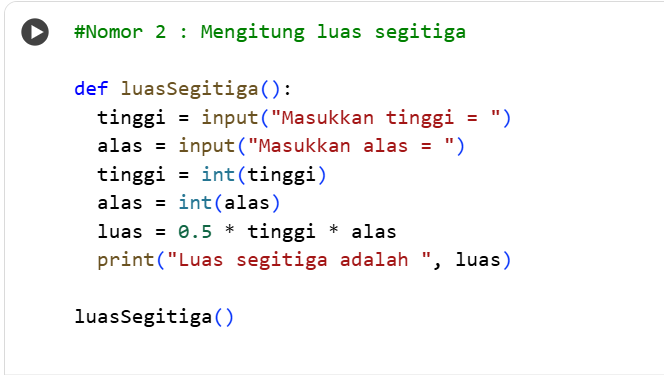 #Nomor 2 : Mengitung luas segitiga
def luasSegitiga():
  tinggi = input("Masukkan tinggi = ")
  alas = input("Masukkan alas = ")
  tinggi = int(tinggi)
  alas = int(alas)
  luas = 0.5 * tinggi * alas
  print("Luas segitiga adalah ", luas)
luasSegitiga()